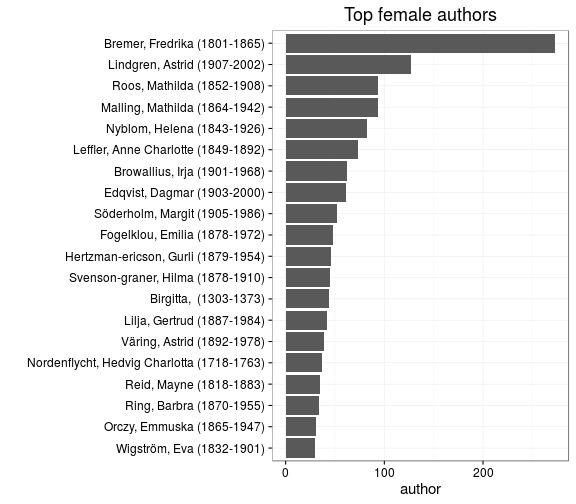 Top female authors
Bremer, Fredrika (1801-1865)
Lindgren, Astrid (1907-2002)
Roos, Mathilda (1852-1908)
Malling, Mathilda (1864-1942)
Nyblom, Helena (1843-1926)
Leffler, Anne Charlotte (1849-1892)
Browallius, Irja (1901-1968)
Edqvist, Dagmar (1903-2000)
Söderholm, Margit (1905-1986)
Fogelklou, Emilia (1878-1972)
Hertzman-ericson, Gurli (1879-1954)
Svenson-graner, Hilma (1878-1910)
Birgitta,  (1303-1373)
Lilja, Gertrud (1887-1984)
Väring, Astrid (1892-1978)
Nordenflycht, Hedvig Charlotta (1718-1763)
Reid, Mayne (1818-1883)
Ring, Barbra (1870-1955)
Orczy, Emmuska (1865-1947)
Wigström, Eva (1832-1901)
0 100 200
author